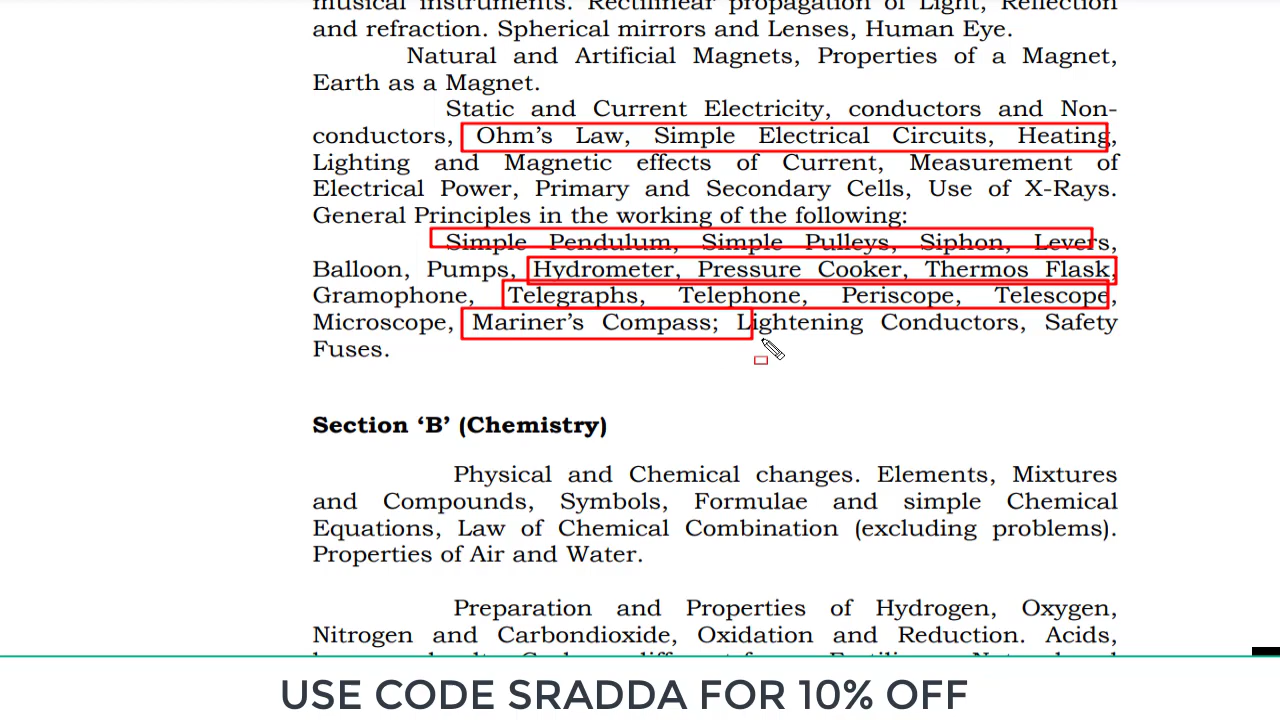 musical instruments. Rectilinear propagation of Light, Reflection
and refraction. Spherical mirrors and Lenses, Human Eye.
Natural and Artificial Magnets, Properties of a Magnet,
Earth as a Magnet.
Static and Current Electricity, conductors and Non-
conductors, Ohm's Law, Simple Electrical Circuits, Heating,
Lighting and Magnetic effects of Current, Measurement of
Electrical Power, Primary and Secondary Cells, Use of X-Rays.
General Principles in the working of the following:
Simple Pendulum, Simple Pulleys, Siphon, Levers,
Balloon, Pumps, Hydrometer, Pressure Cooker, Thermos Flask,
Gramophone, Telegraphs, Telephone, Periscope, Telescope,
Microscope, Mariner's Compass; Lightening Conductors, Safety
Fuses.
Section ‘B’ (Chemistry)
Physical and Chemical changes. Elements, Mixtures
and Compounds, Symbols, Formulae and simple Chemical
Equations, Law of Chemical Combination (excluding problems).
Properties of Air and Water.
Preparation and Properties of Hydrogen, Oxygen,
Nitrogen and Carbondioxide, Oxidation and Reduction. Acids,
USE CODE SRADDA FOR 10% OFF